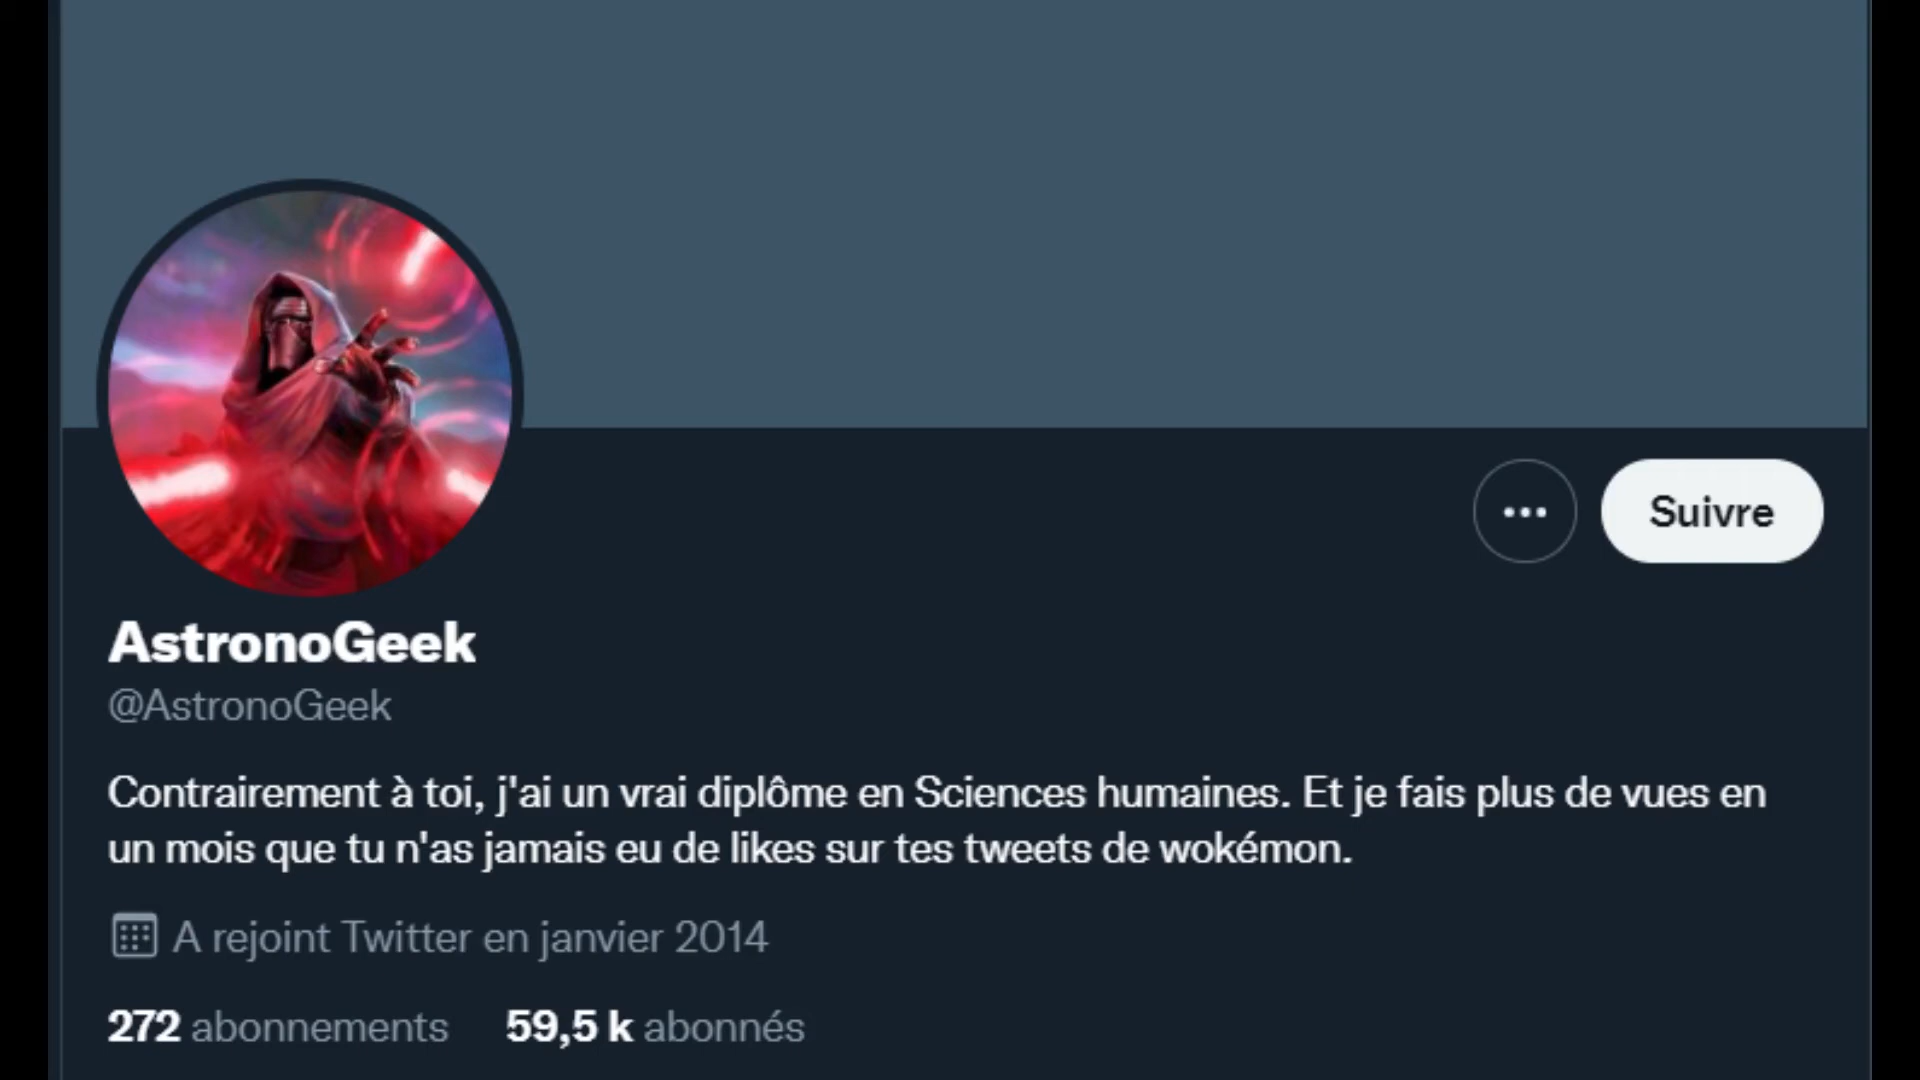 Suivre
AstronoGeek
@AstronoGeek
Contrairement à toi, j'ai un vrai diplôme en Sciences humaines. Et je fais plus de vues en
un mois que tu n'as jamais eu de likes sur tes tweets de wokémon.
A rejoint Twitter en janvier 2014
272 abonnements 59,5 k abonnés